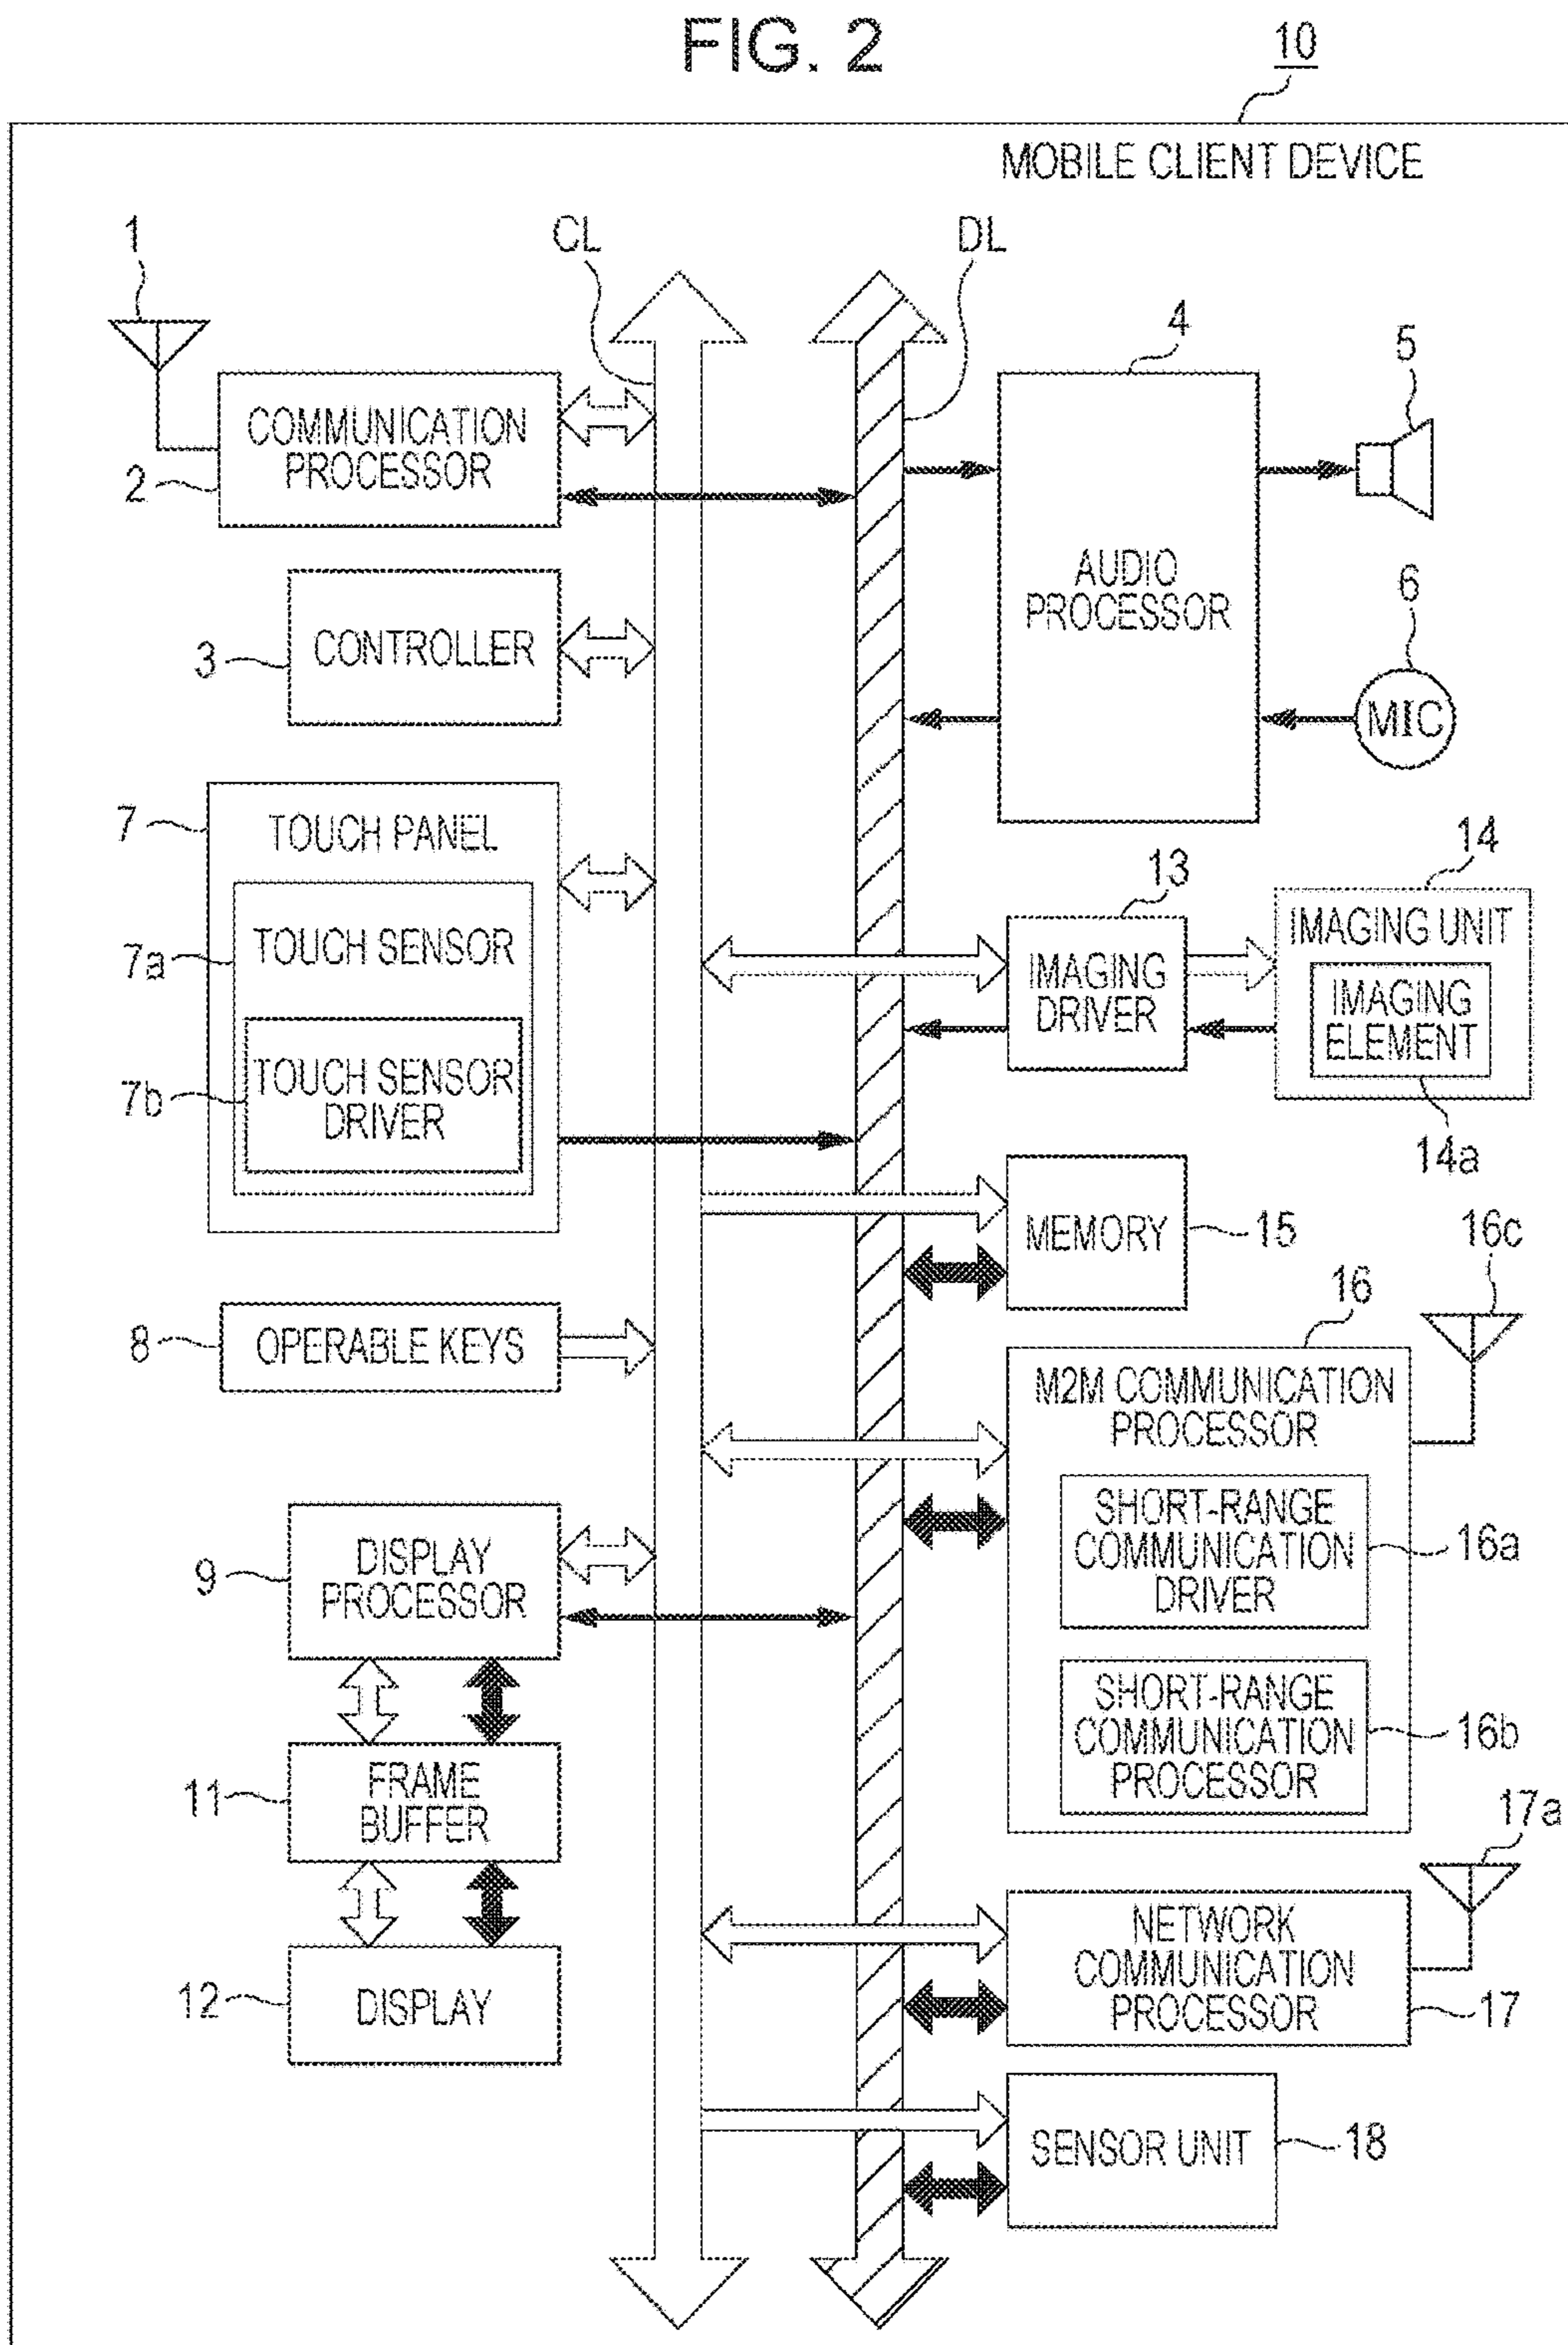 FIG. 2
10
MOBILE CLIENT DEVICE
1
CL
DL
COMMUNICATION
PROCESSOR
2
4
5
CONTROLLER
3
AUDIO
PROCESSOR
6
MIC
7
TOUCH PANEL
7a
TOUCH SENSOR
7b
TOUCH SENSOR
DRIVER
13
IMAGING
DRIVER
14
IMAGING UNIT
IMAGING
ELEMENT
14a
MEMORY
15
8
OPERABLE KEYS
16
16c
M2M COMMUNICATION
PROCESSOR
SHORT-RANGE
COMMUNICATION
DRIVER
16a
SHORT-RANGE
COMMUNICATION
PROCESSOR
16b
9
DISPLAY
PROCESSOR
11
FRAME
BUFFER
12
DISPLAY
17a
NETWORK
COMMUNICATION
PROCESSOR
17
SENSOR UNIT
18